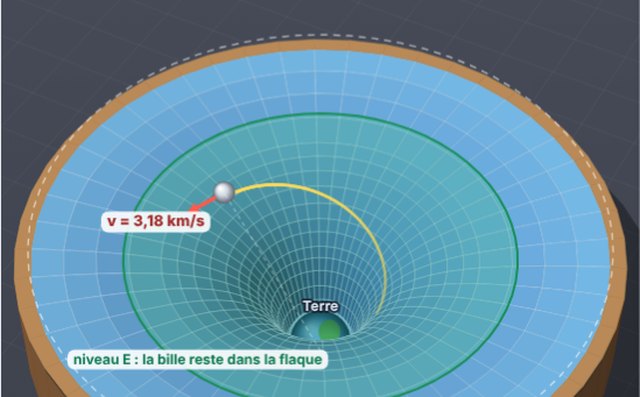 v = 3,18 km/s
Terre
niveau E : la bille reste dans la flaque